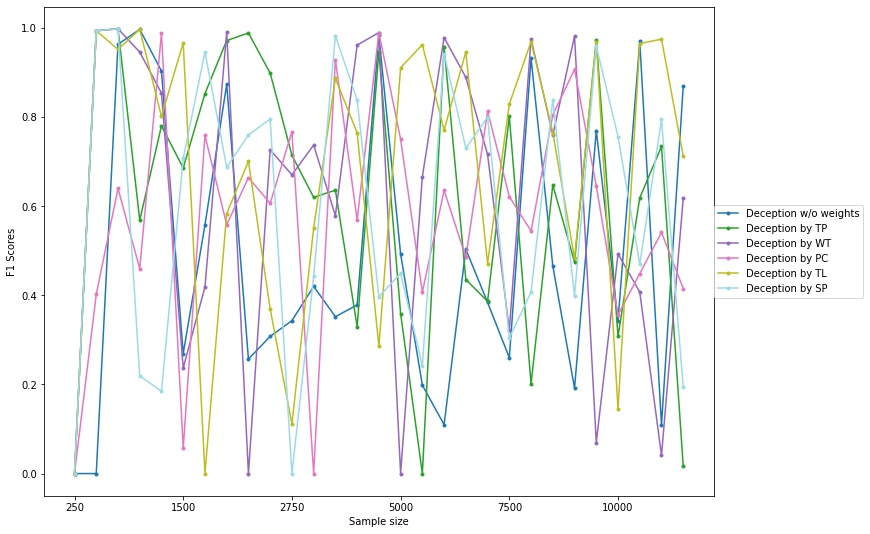 1.0
0.8
0.6
0.4
0.2
0.0
F1 Scores
250
1500
2750
5000
7500
10000
Sample size
Deception w/o weights
Deception by TP
Deception by WT
Deception by PC
Deception by TL
Deception by SP